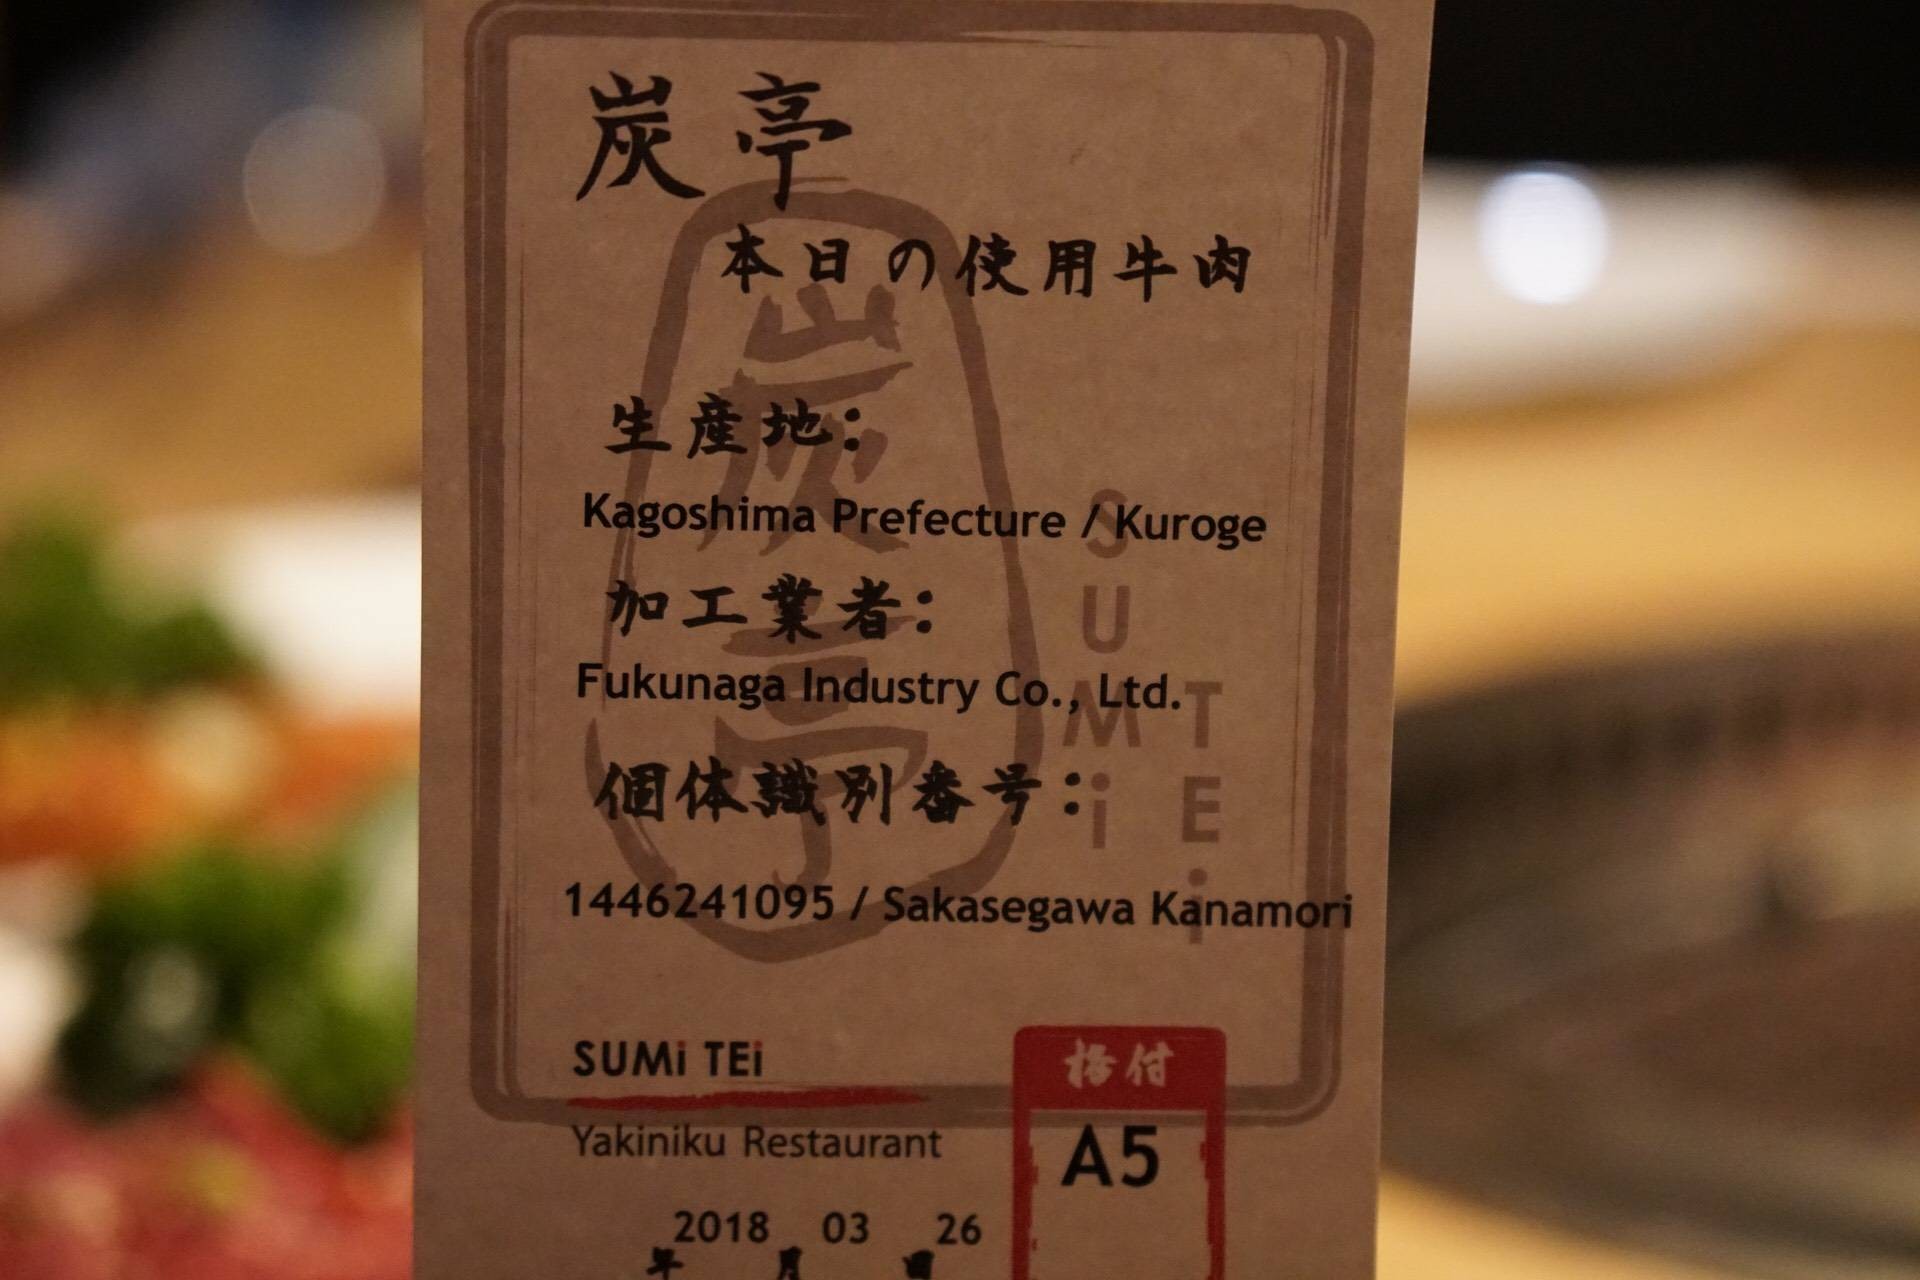 炭亭
本日の使用牛肉
生産地:
Kagoshima Prefecture / Kuroge
加工業者:
Fukunaga Industry Co., Ltd.
個体識別番号:
1446241095 / Sakasegawa Kanamori
炭亭
SUMi
TEi
SUMi TEi
Yakiniku Restaurant
格付
A5
2018 03 26
年 月 日